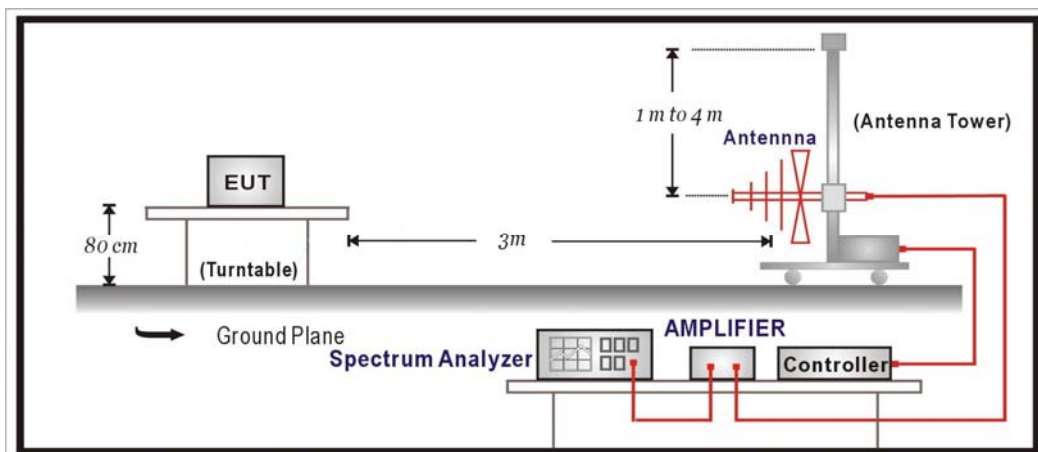 1 m to 4 m
(Antenna Tower)
Antennna
EUT
80 cm
3m
(Turntable)
Ground Plane
AMPLIFIER
Spectrum Analyzer
Controller